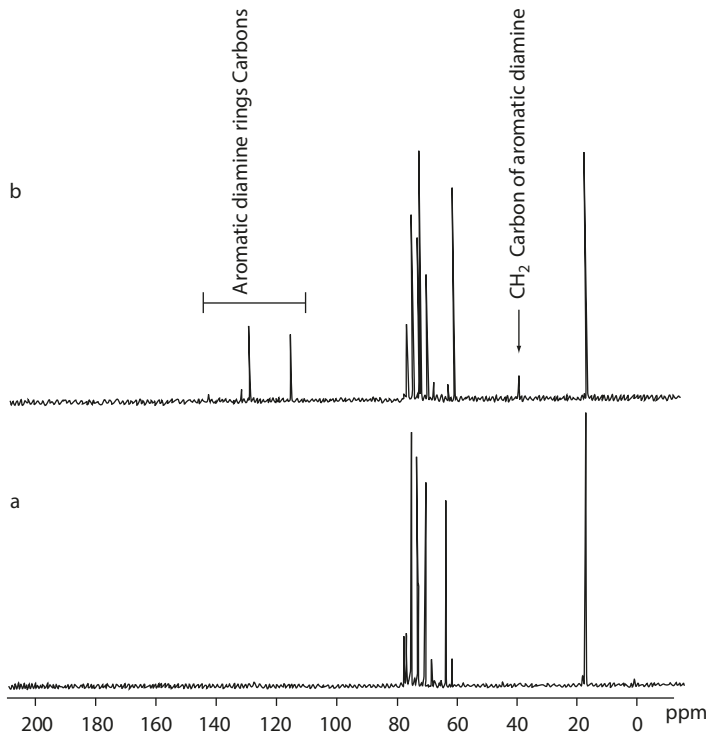 Aromatic diamine rings Carbons
CH2 Carbon of aromatic diamine
b
a
200 180 160 140 120 100 80 60 40 20 0 ppm